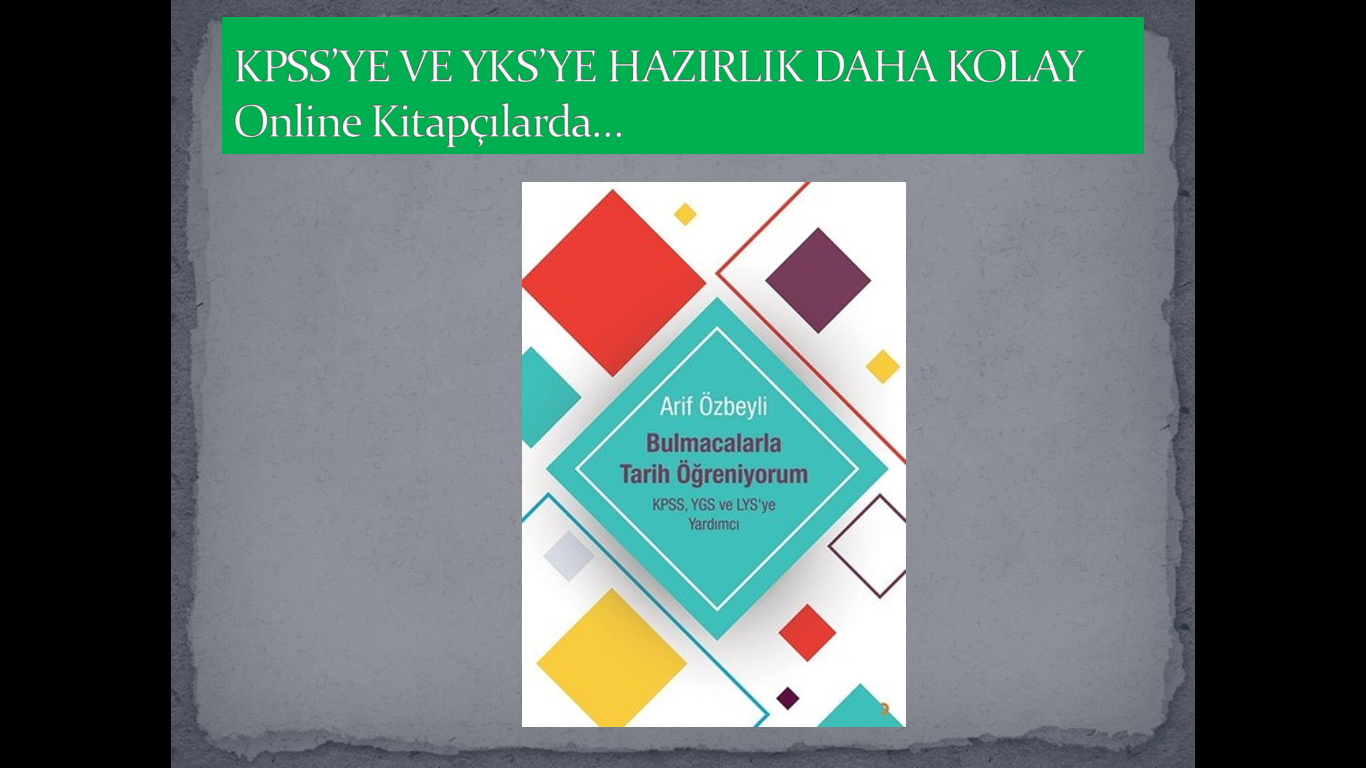 KPSS’YE VE YKS’YE HAZIRLIK DAHA KOLAY
Online Kitapçılarda...
Arif Özbeyli
Bulmacalarla
Tarih Öğreniyorum
KPSS, YGS ve LYS'ye
Yardımcı